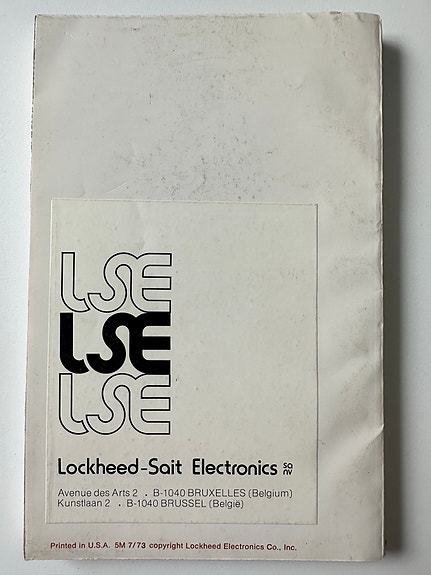 LSE
LSE
LSE
Lockheed-Sait Electronics sa nv
Avenue des Arts 2 . B-1040 BRUXELLES (Belgium)
Kunstlaan 2 . B-1040 BRUSSEL (België)
Printed in U.S.A. 5M 7/73 copyright Lockheed Electronics Co., Inc.